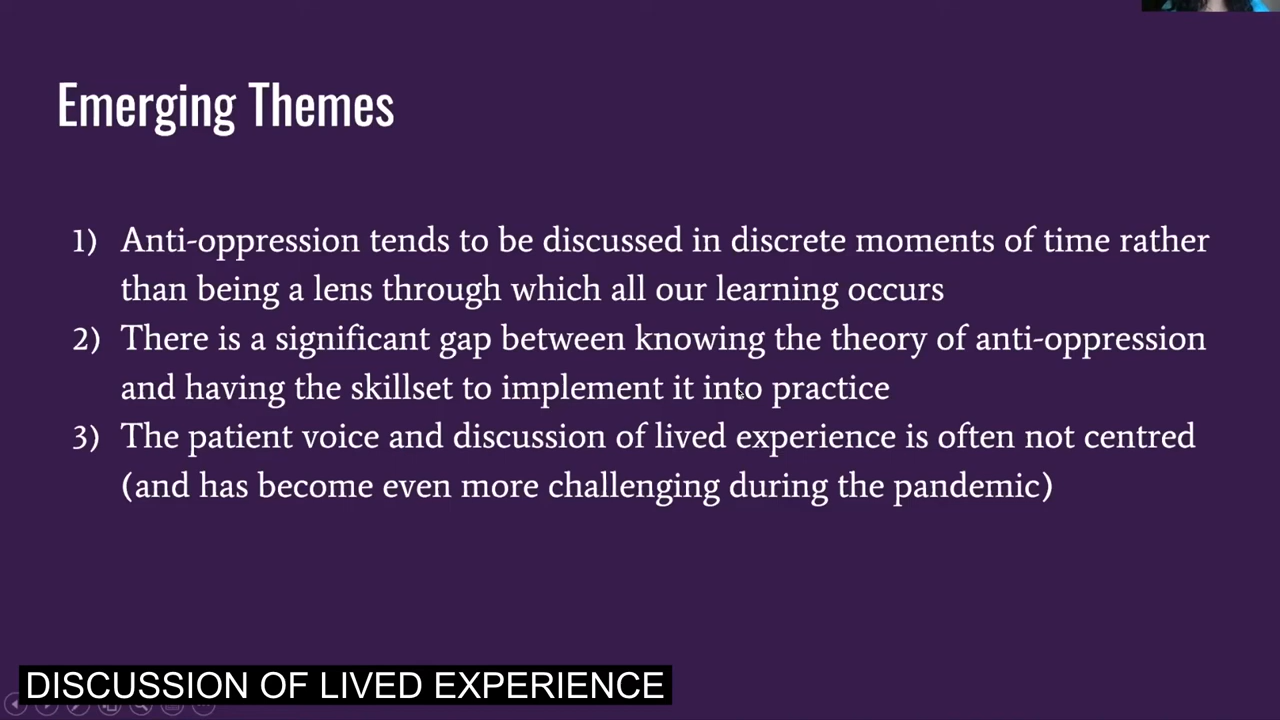 Emerging Themes
1) Anti-oppression tends to be discussed in discrete moments of time rather
than being a lens through which all our learning occurs
2) There is a significant gap between knowing the theory of anti-oppression
and having the skillset to implement it into practice
3) The patient voice and discussion of lived experience is often not centred
(and has become even more challenging during the pandemic)
DISCUSSION OF LIVED EXPERIENCE